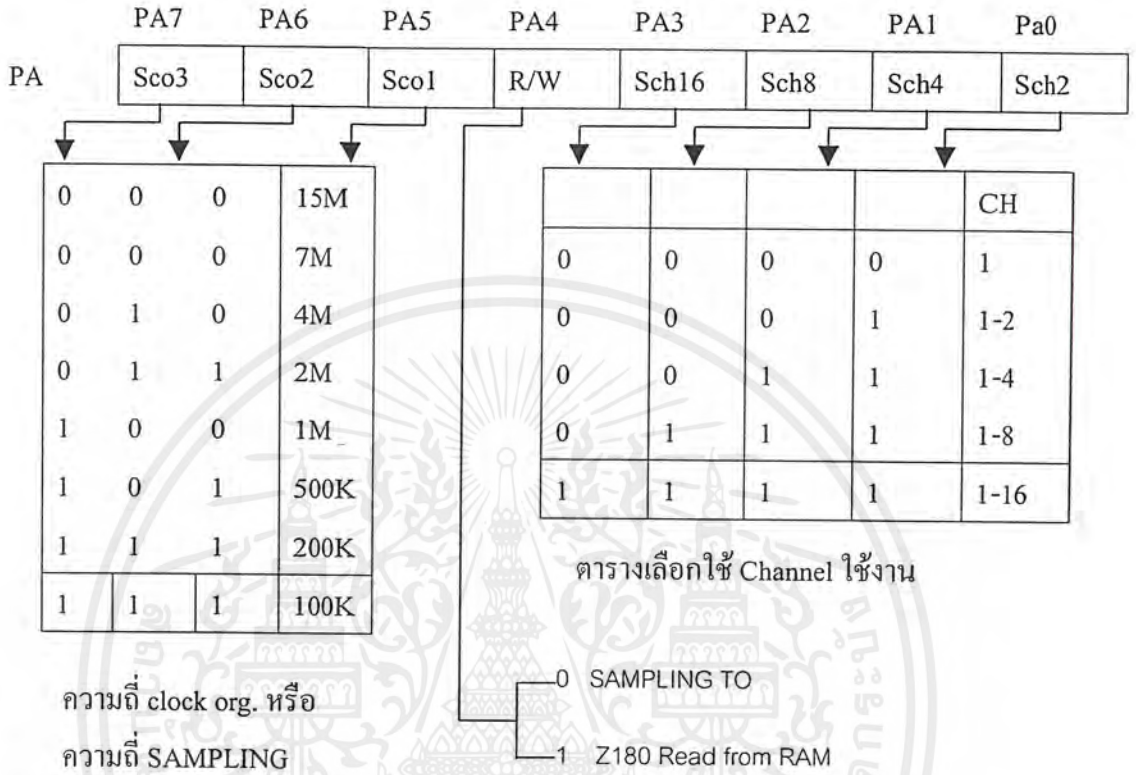 PA7 PA6 PA5 PA4 PA3 PA2 PA1 Pa0
PA Sco3 Sco2 Sco1 R/W Sch16 Sch8 Sch4 Sch2
0 0 0 15M
0 0 0 7M
0 1 0 4M
0 1 1 2M
1 0 0 1M
1 0 1 500K
1 1 1 200K
1 1 1 100K
CH
0 0 0 0 1
0 0 0 1 1-2
0 0 1 1 1-4
0 1 1 1 1-8
1 1 1 1 1-16
ตารางเลือกใช้ Channel ใช้งาน
ความถี่ clock org. หรือ
ความถี่ SAMPLING
0 SAMPLING TO
1 Z180 Read from RAM